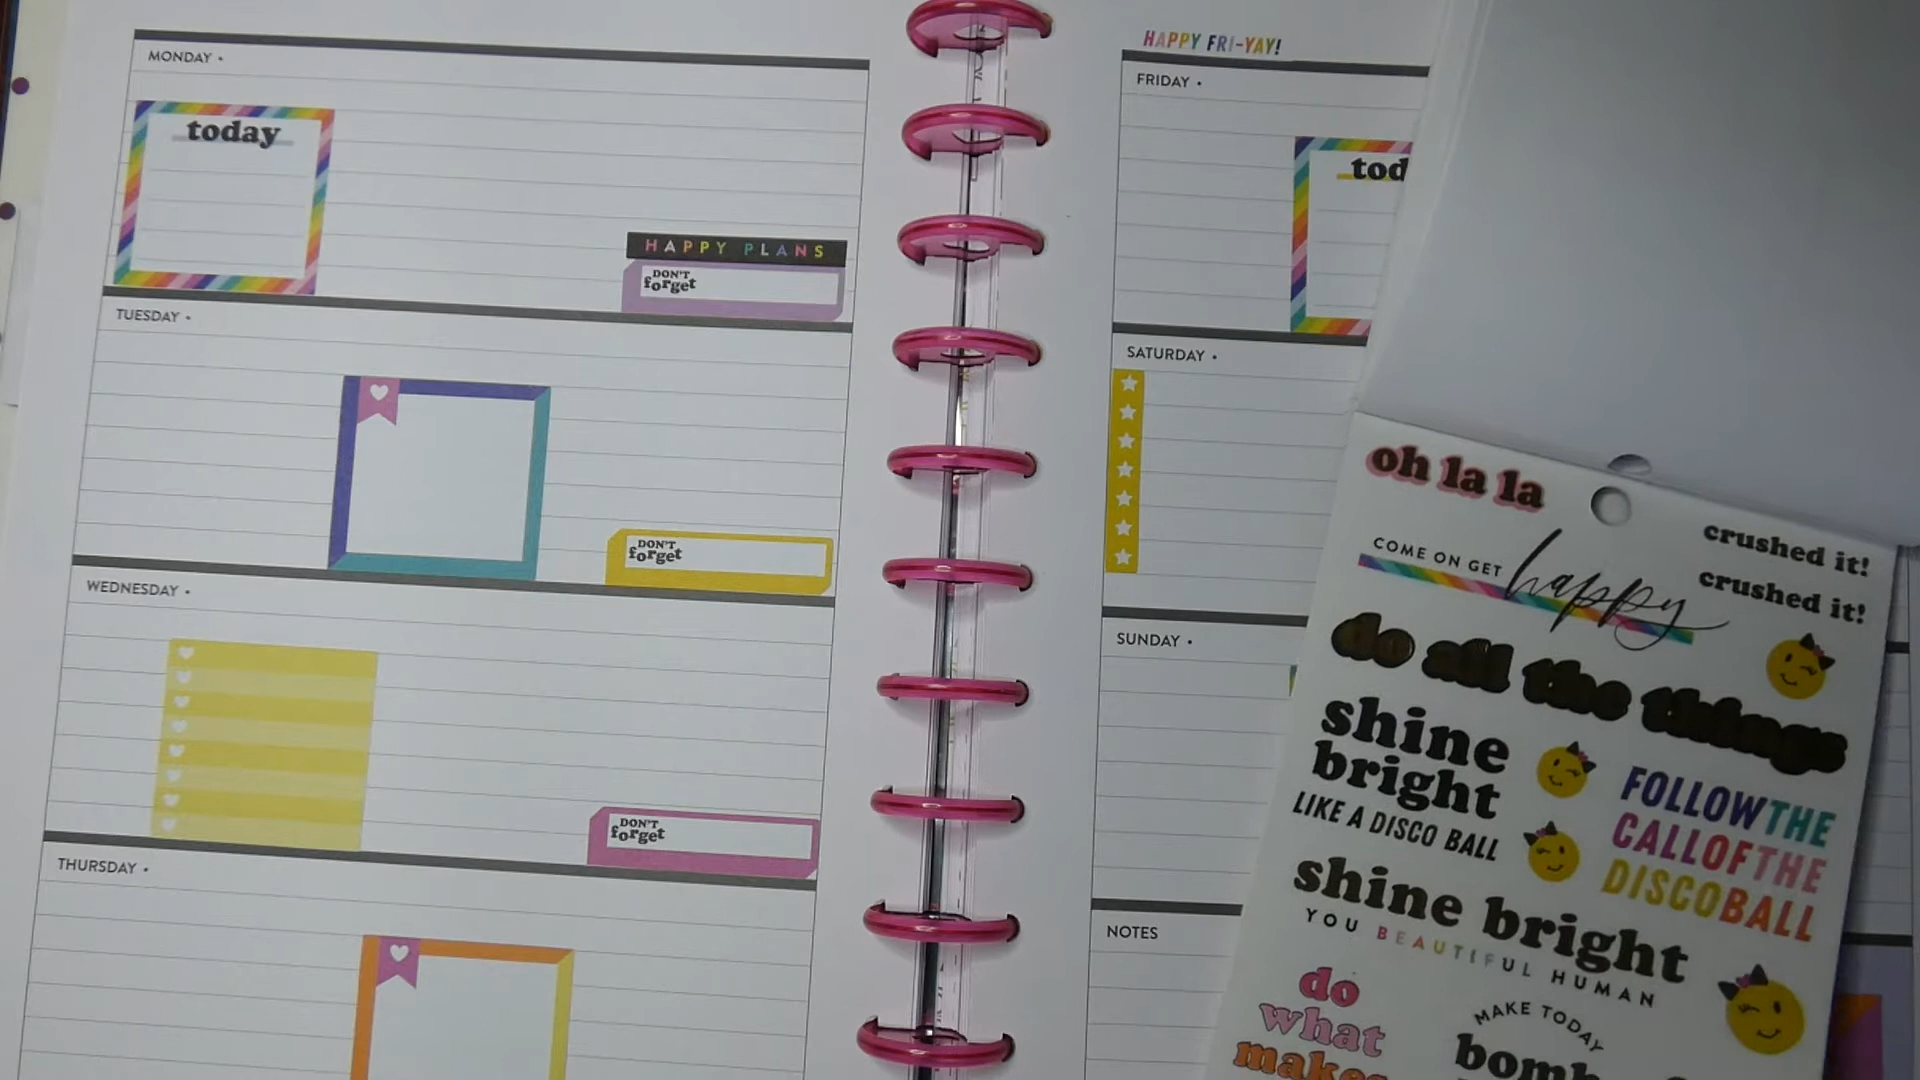 MONDAY •
today
HAPPY PLANS
DON'T
forget
TUESDAY •
DON'T
forget
WEDNESDAY •
DON'T
forget
THURSDAY •
HAPPY FRI-YAY!
FRIDAY •
tod
SATURDAY •
SUNDAY •
NOTES
oh la la
COME ON GET
happy
crushed it!
crushed it!
do all the things
shine
bright
LIKE A DISCO BALL
FOLLOW THE
CALL OF THE
DISCO BALL
shine bright
YOU BEAUTIFUL HUMAN
do
what
makes
MAKE TODAY
bomb